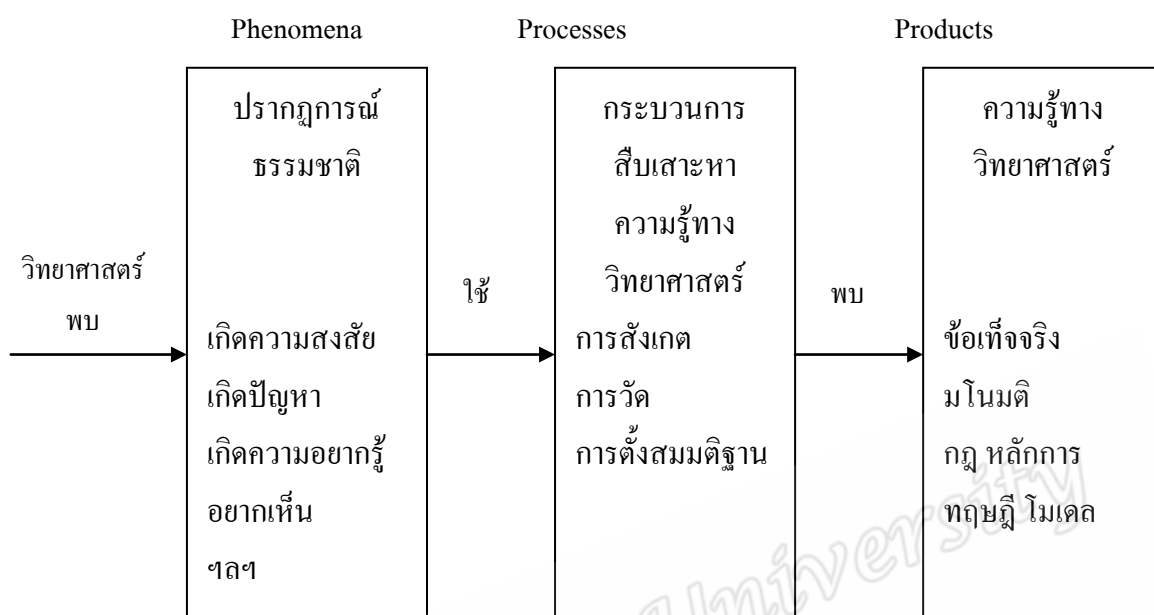 Phenomena
Processes
Products
วิทยาศาสตร์
พบ
ปรากฏการณ์
ธรรมชาติ
เกิดความสงสัย
เกิดปัญหา
เกิดความอยากรู้
อยากเห็น
ฯลฯ
ใช้
กระบวนการ
สืบเสาะหา
ความรู้ทาง
วิทยาศาสตร์
การสังเกต
การวัด
การตั้งสมมติฐาน
พบ
ความรู้ทาง
วิทยาศาสตร์
ข้อเท็จจริง
มโนมติ
กฎ หลักการ
ทฤษฎี โมเดล
University